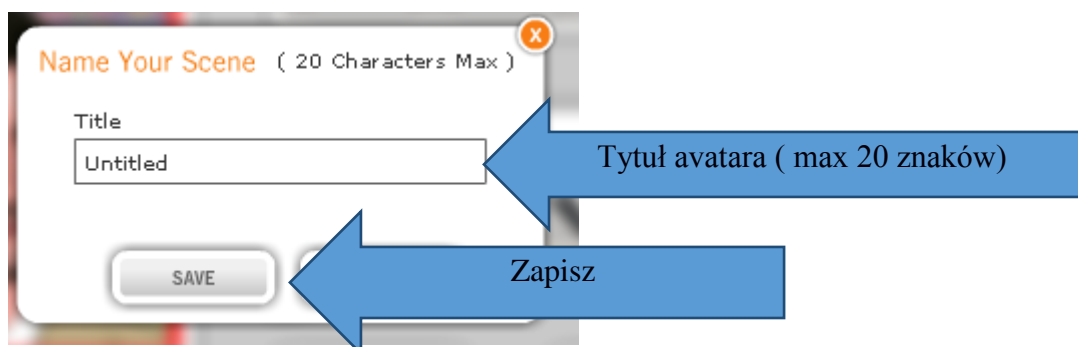 X
Name Your Scene ( 20 Characters Max )
Title
Untitled
Tytuł avatara ( max 20 znaków)
SAVE
Zapisz